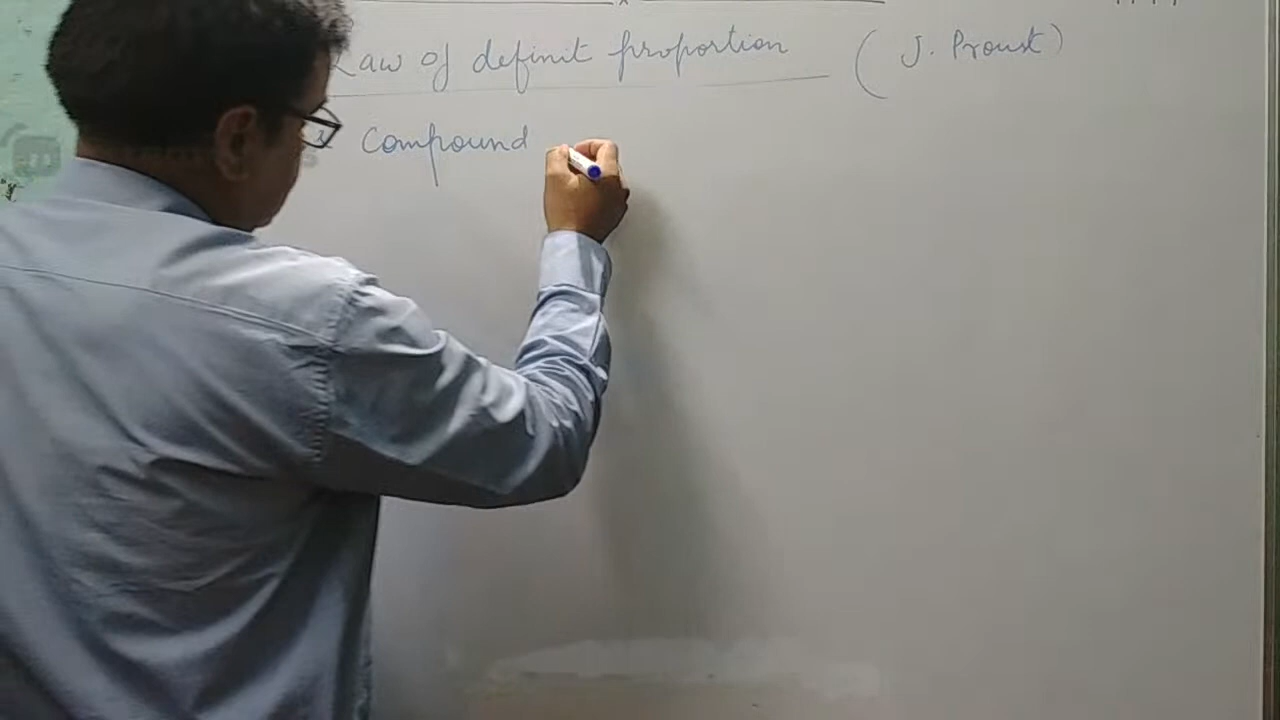 Law of definit proportion ( J. Proust )
Compound